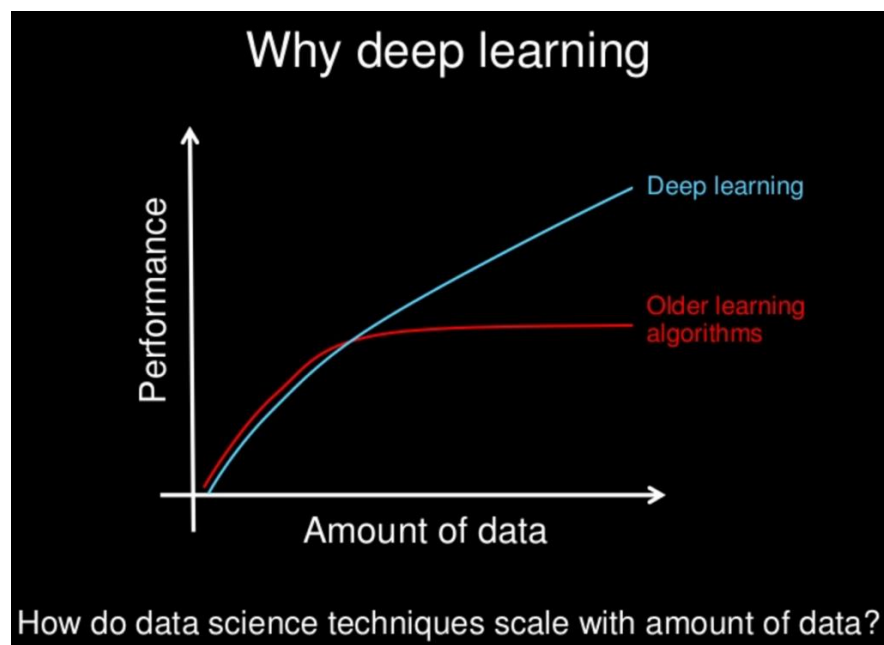 Why deep learning
Performance
Deep learning
Older learning
algorithms
Amount of data
How do data science techniques scale with amount of data?